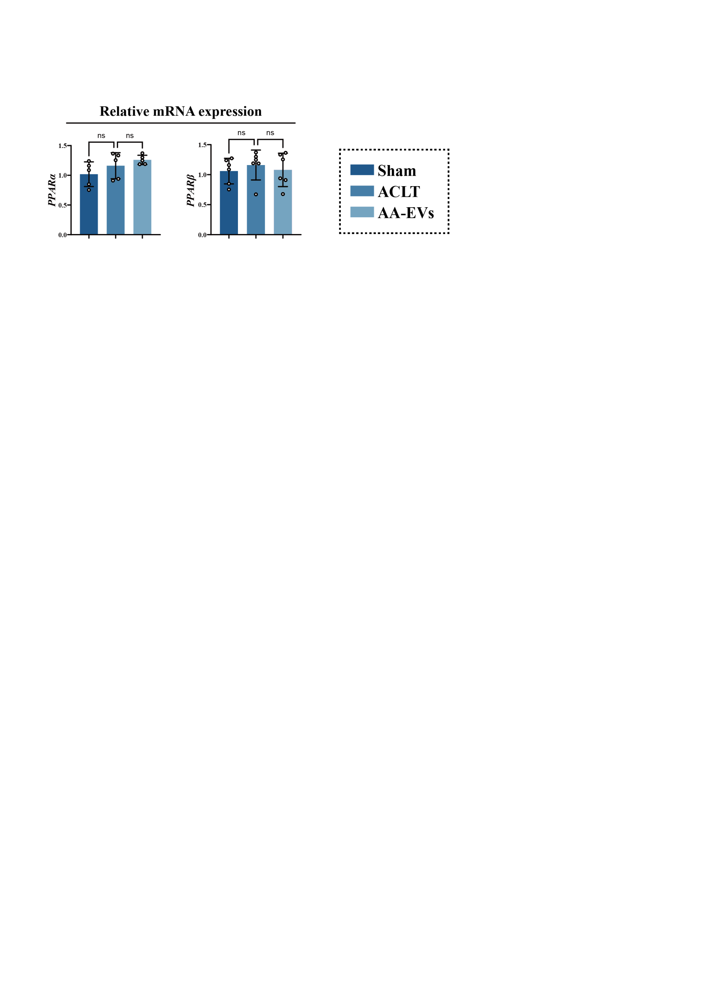 Relative mRNA expression
ns ns
PPARα
1.5
1.0
0.5
0.0
ns ns
PPARβ
1.5
1.0
0.5
0.0
Sham
ACLT
AA-EVs